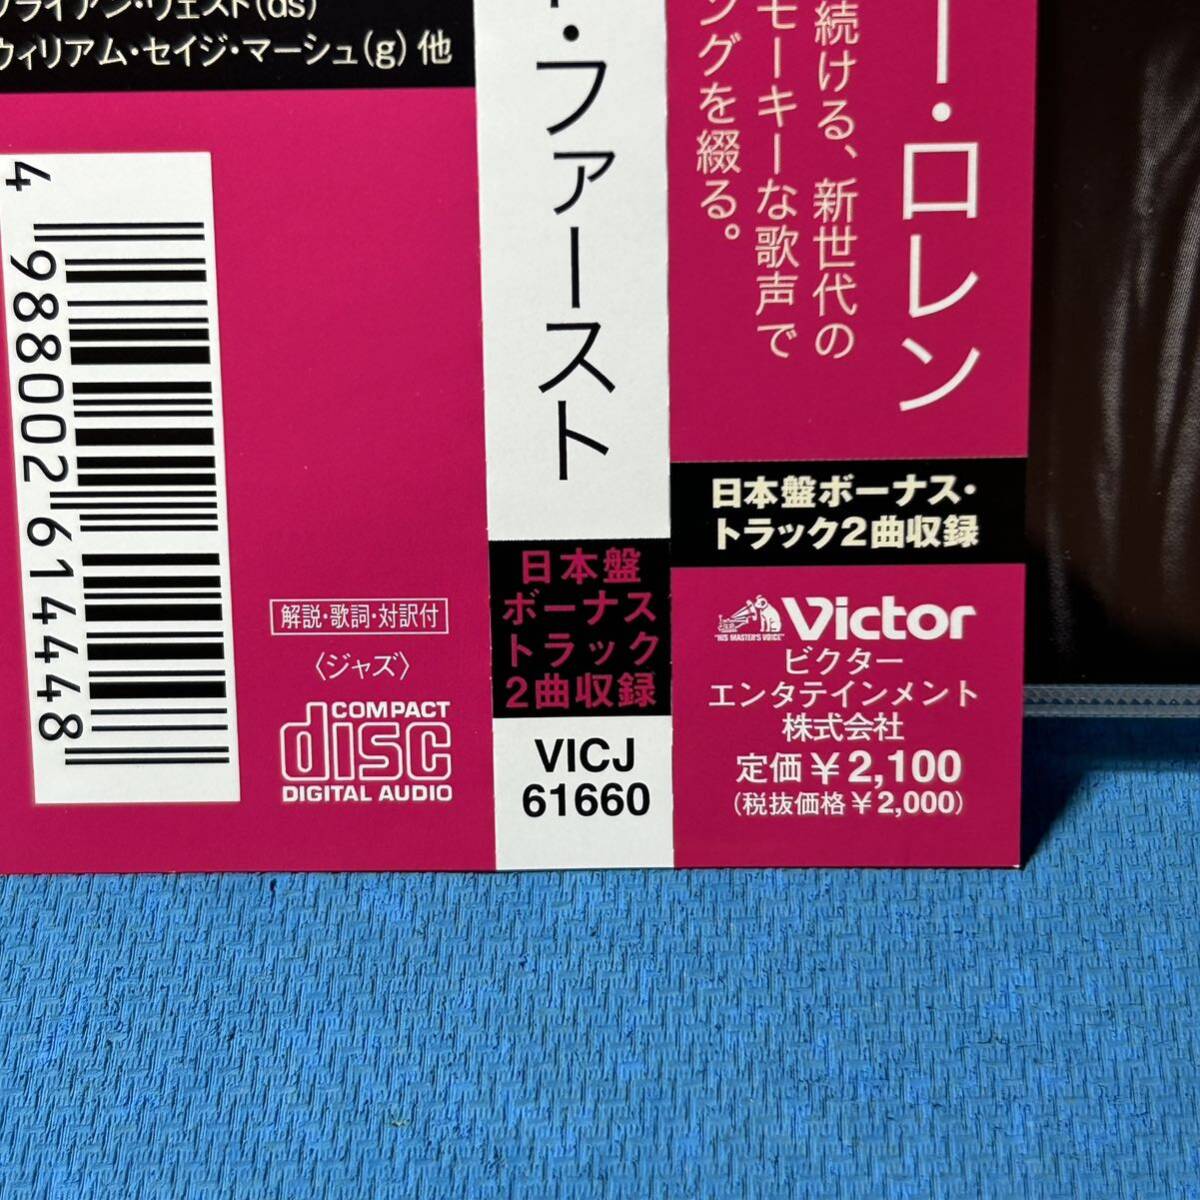 ブライアン・ウェスト(ds)
ウィリアム・セイジ・マーシュ(g) 他
4 988002 614448
解説・歌詞・対訳付
〈ジャズ〉
COMPACT
disc
DIGITAL AUDIO
・ファースト
日本盤
ボーナス
トラック
2曲収録
VICJ
61660
ー・ロレン
続ける、新世代の
モーキーな歌声で
ングを綴る。
日本盤ボーナス・
トラック2曲収録
"HIS MASTER'S VOICE"
Victor
ビクター
エンタテインメント
株式会社
定価¥2,100
(税抜価格¥2,000)